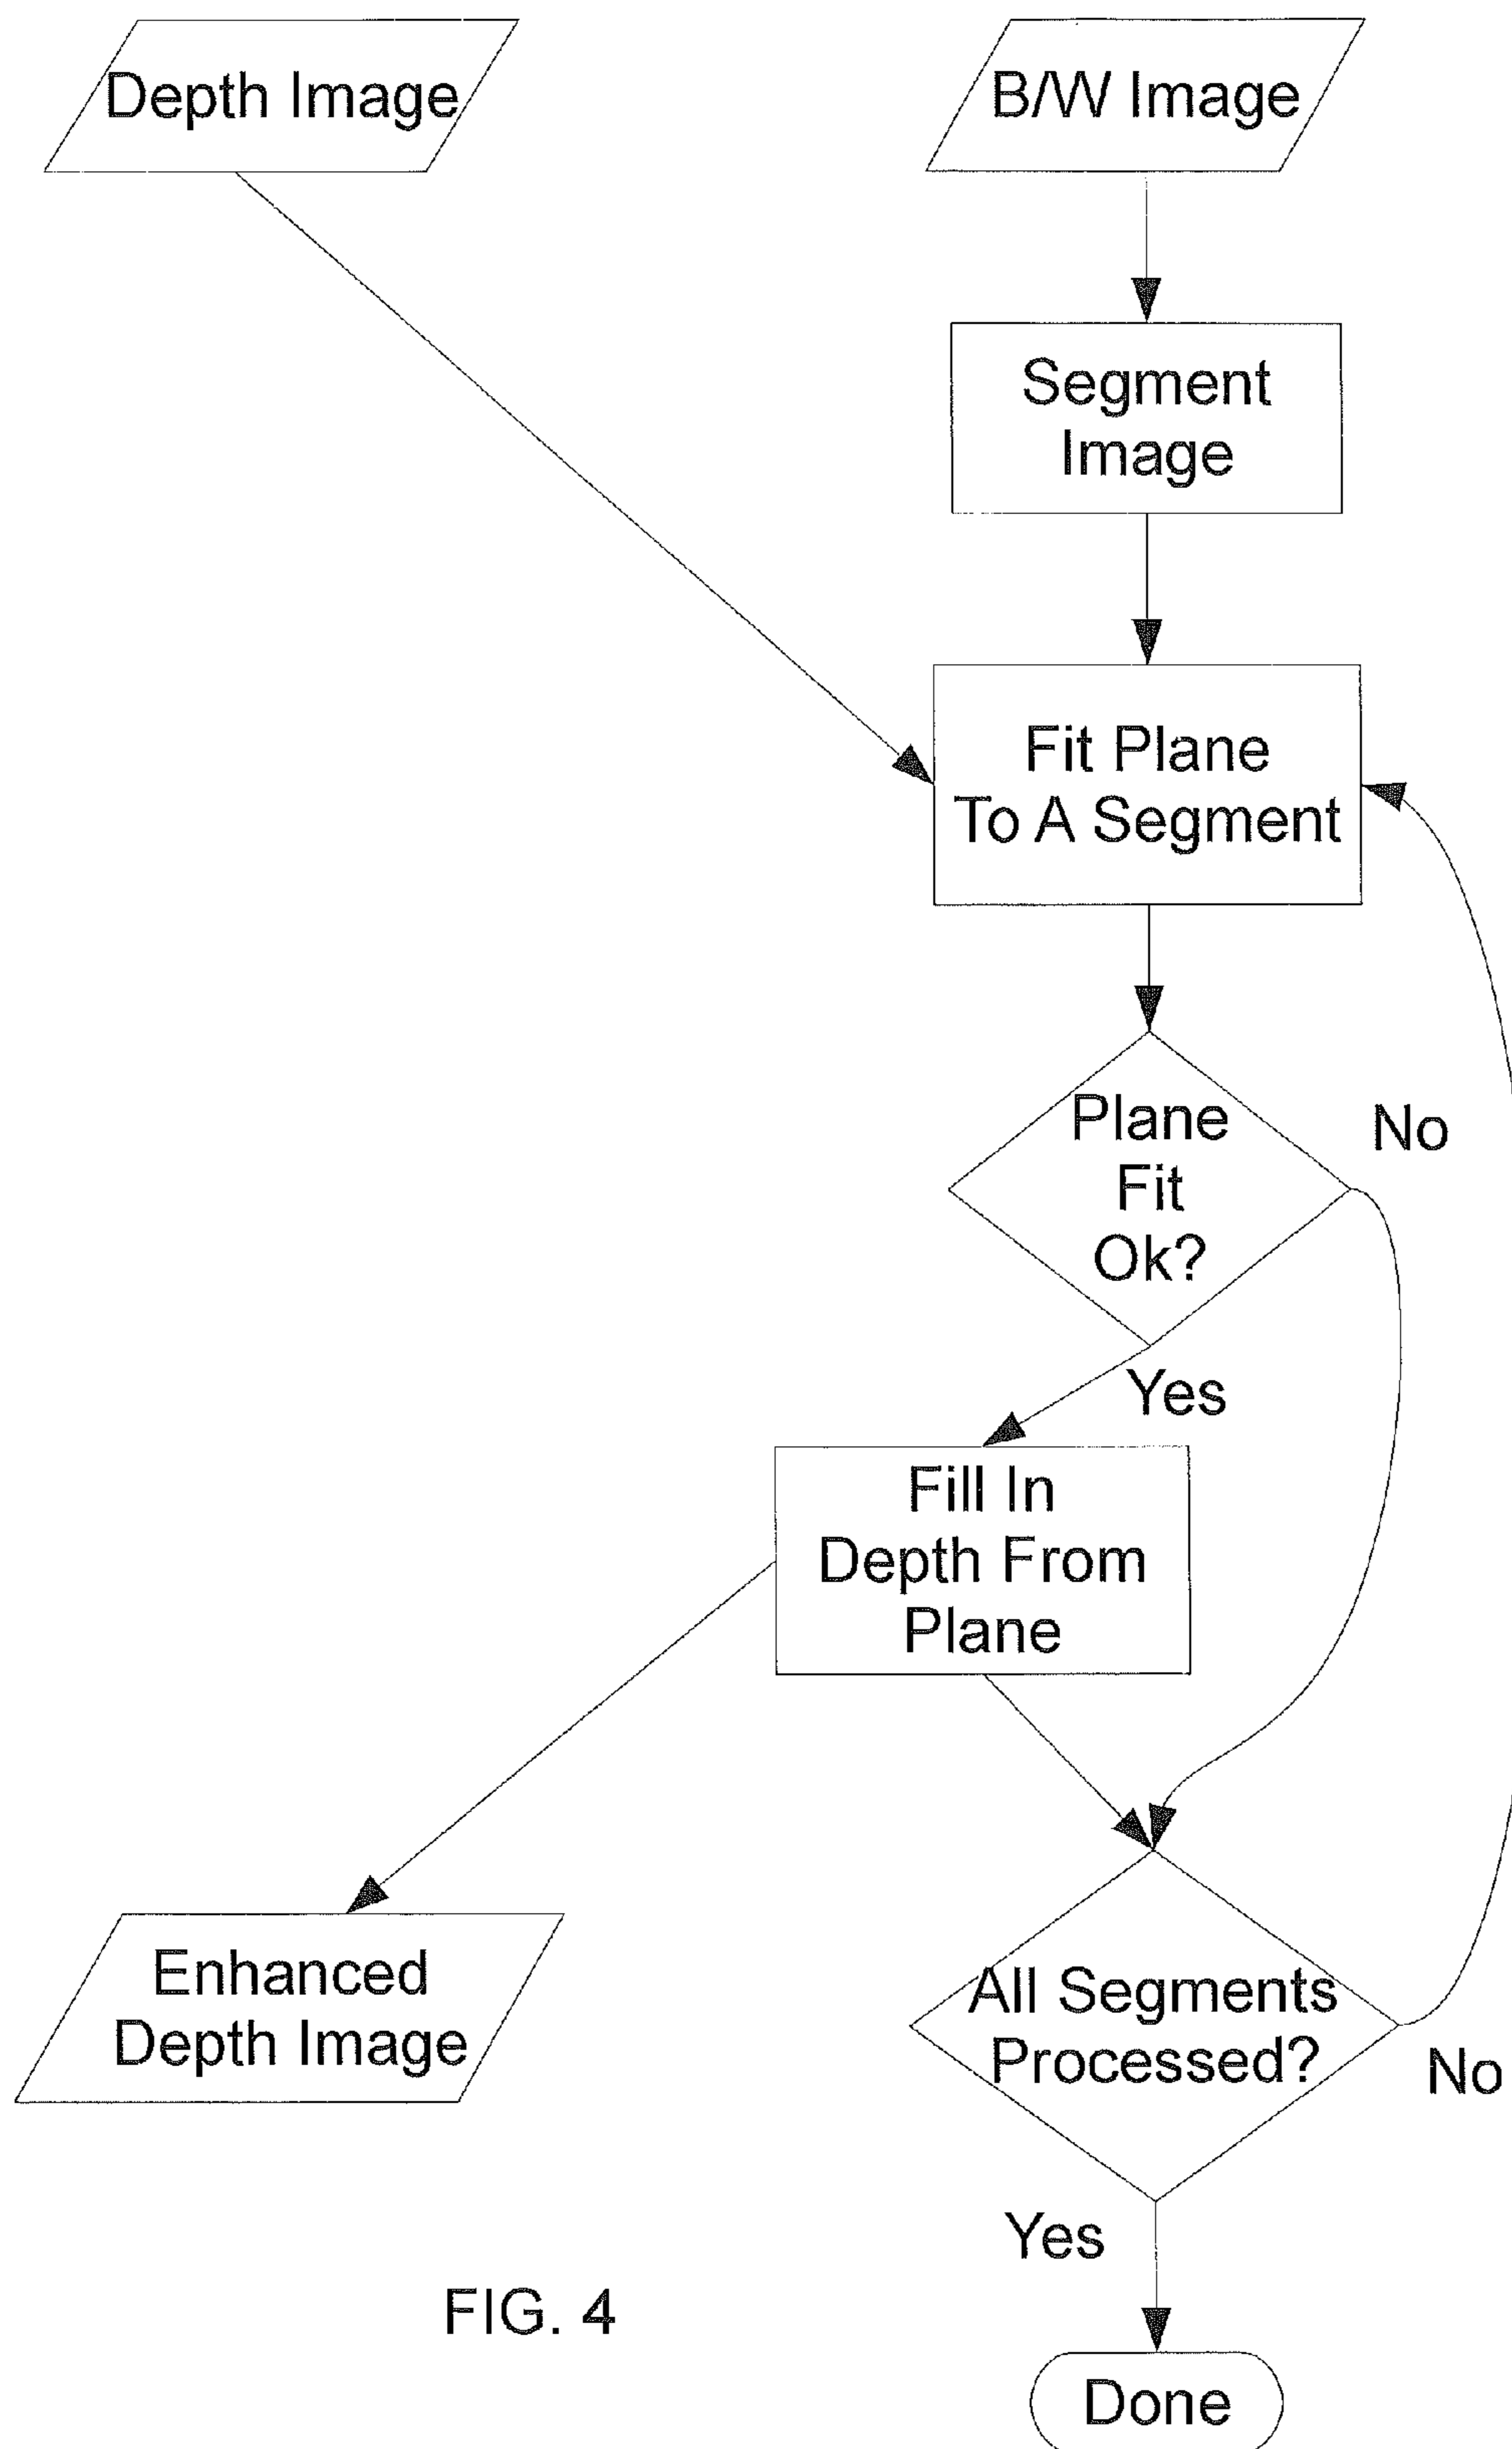 Depth Image
B/W Image
Segment
Image
Fit Plane
To A Segment
Plane
Fit
Ok?
No
Yes
Fill In
Depth From
Plane
Enhanced
Depth Image
All Segments
Processed?
No
Yes
FIG. 4
Done